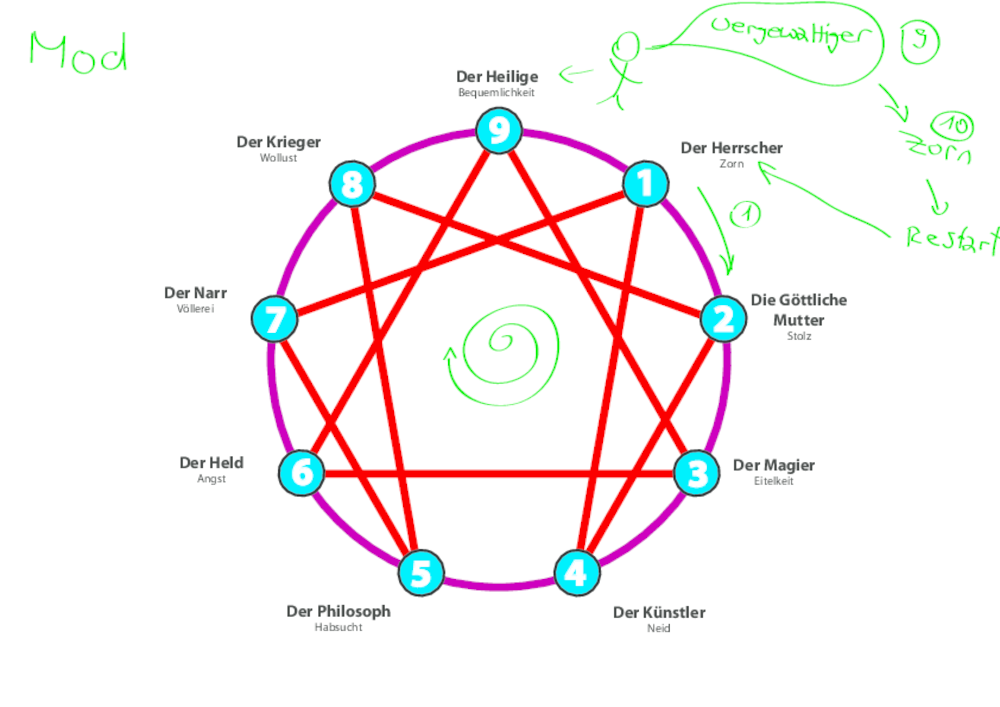 Mod
Vergewaltiger
9
10
Zorn
Restart
1
Der Heilige
Bequemlichkeit
9
Der Herrscher
Zorn
1
Die Göttliche
Mutter
Stolz
2
Der Magier
Eitelkeit
3
Der Künstler
Neid
4
Der Philosoph
Habsucht
5
Der Held
Angst
6
Der Narr
Völlerei
7
Der Krieger
Wollust
8